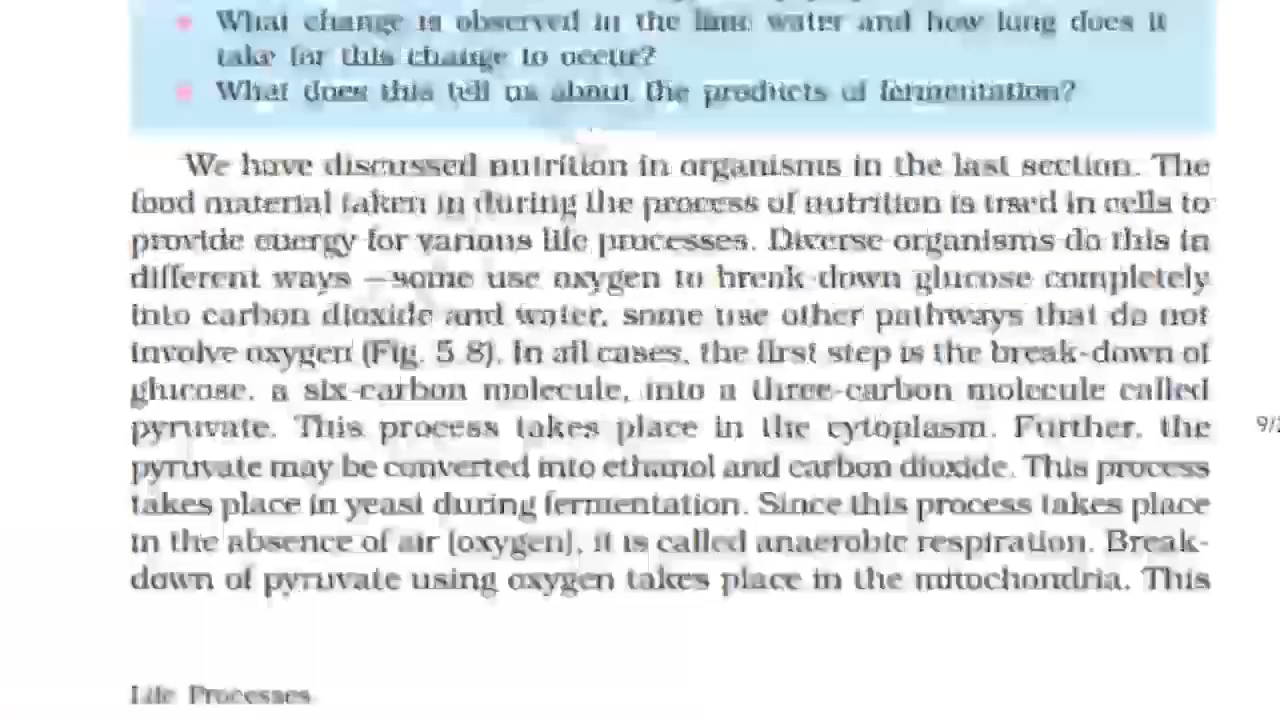 What change is observed in the lime water and how long does it
take for this change to occur?
What does this tell us about the products of fermentation?
We have discussed nutrition in organisms in the last section. The
food material taken in during the process of nutrition is used in cells to
provide energy for various life processes. Diverse organisms do this in
different ways – some use oxygen to break-down glucose completely
into carbon dioxide and water, some use other pathways that do not
involve oxygen (Fig. 5.8). In all cases, the first step is the break-down of
glucose, a six-carbon molecule, into a three-carbon molecule called
pyruvate. This process takes place in the cytoplasm. Further, the
pyruvate may be converted into ethanol and carbon dioxide. This process
takes place in yeast during fermentation. Since this process takes place
in the absence of air (oxygen), it is called anaerobic respiration. Break-
down of pyruvate using oxygen takes place in the mitochondria. This
9/2
Life Processes